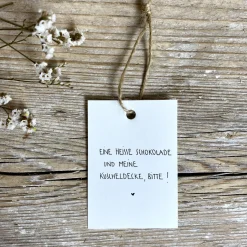 EINE HEISSE SCHOKOLADE
UND MEINE
KUSCHELDECKE, BITTE !